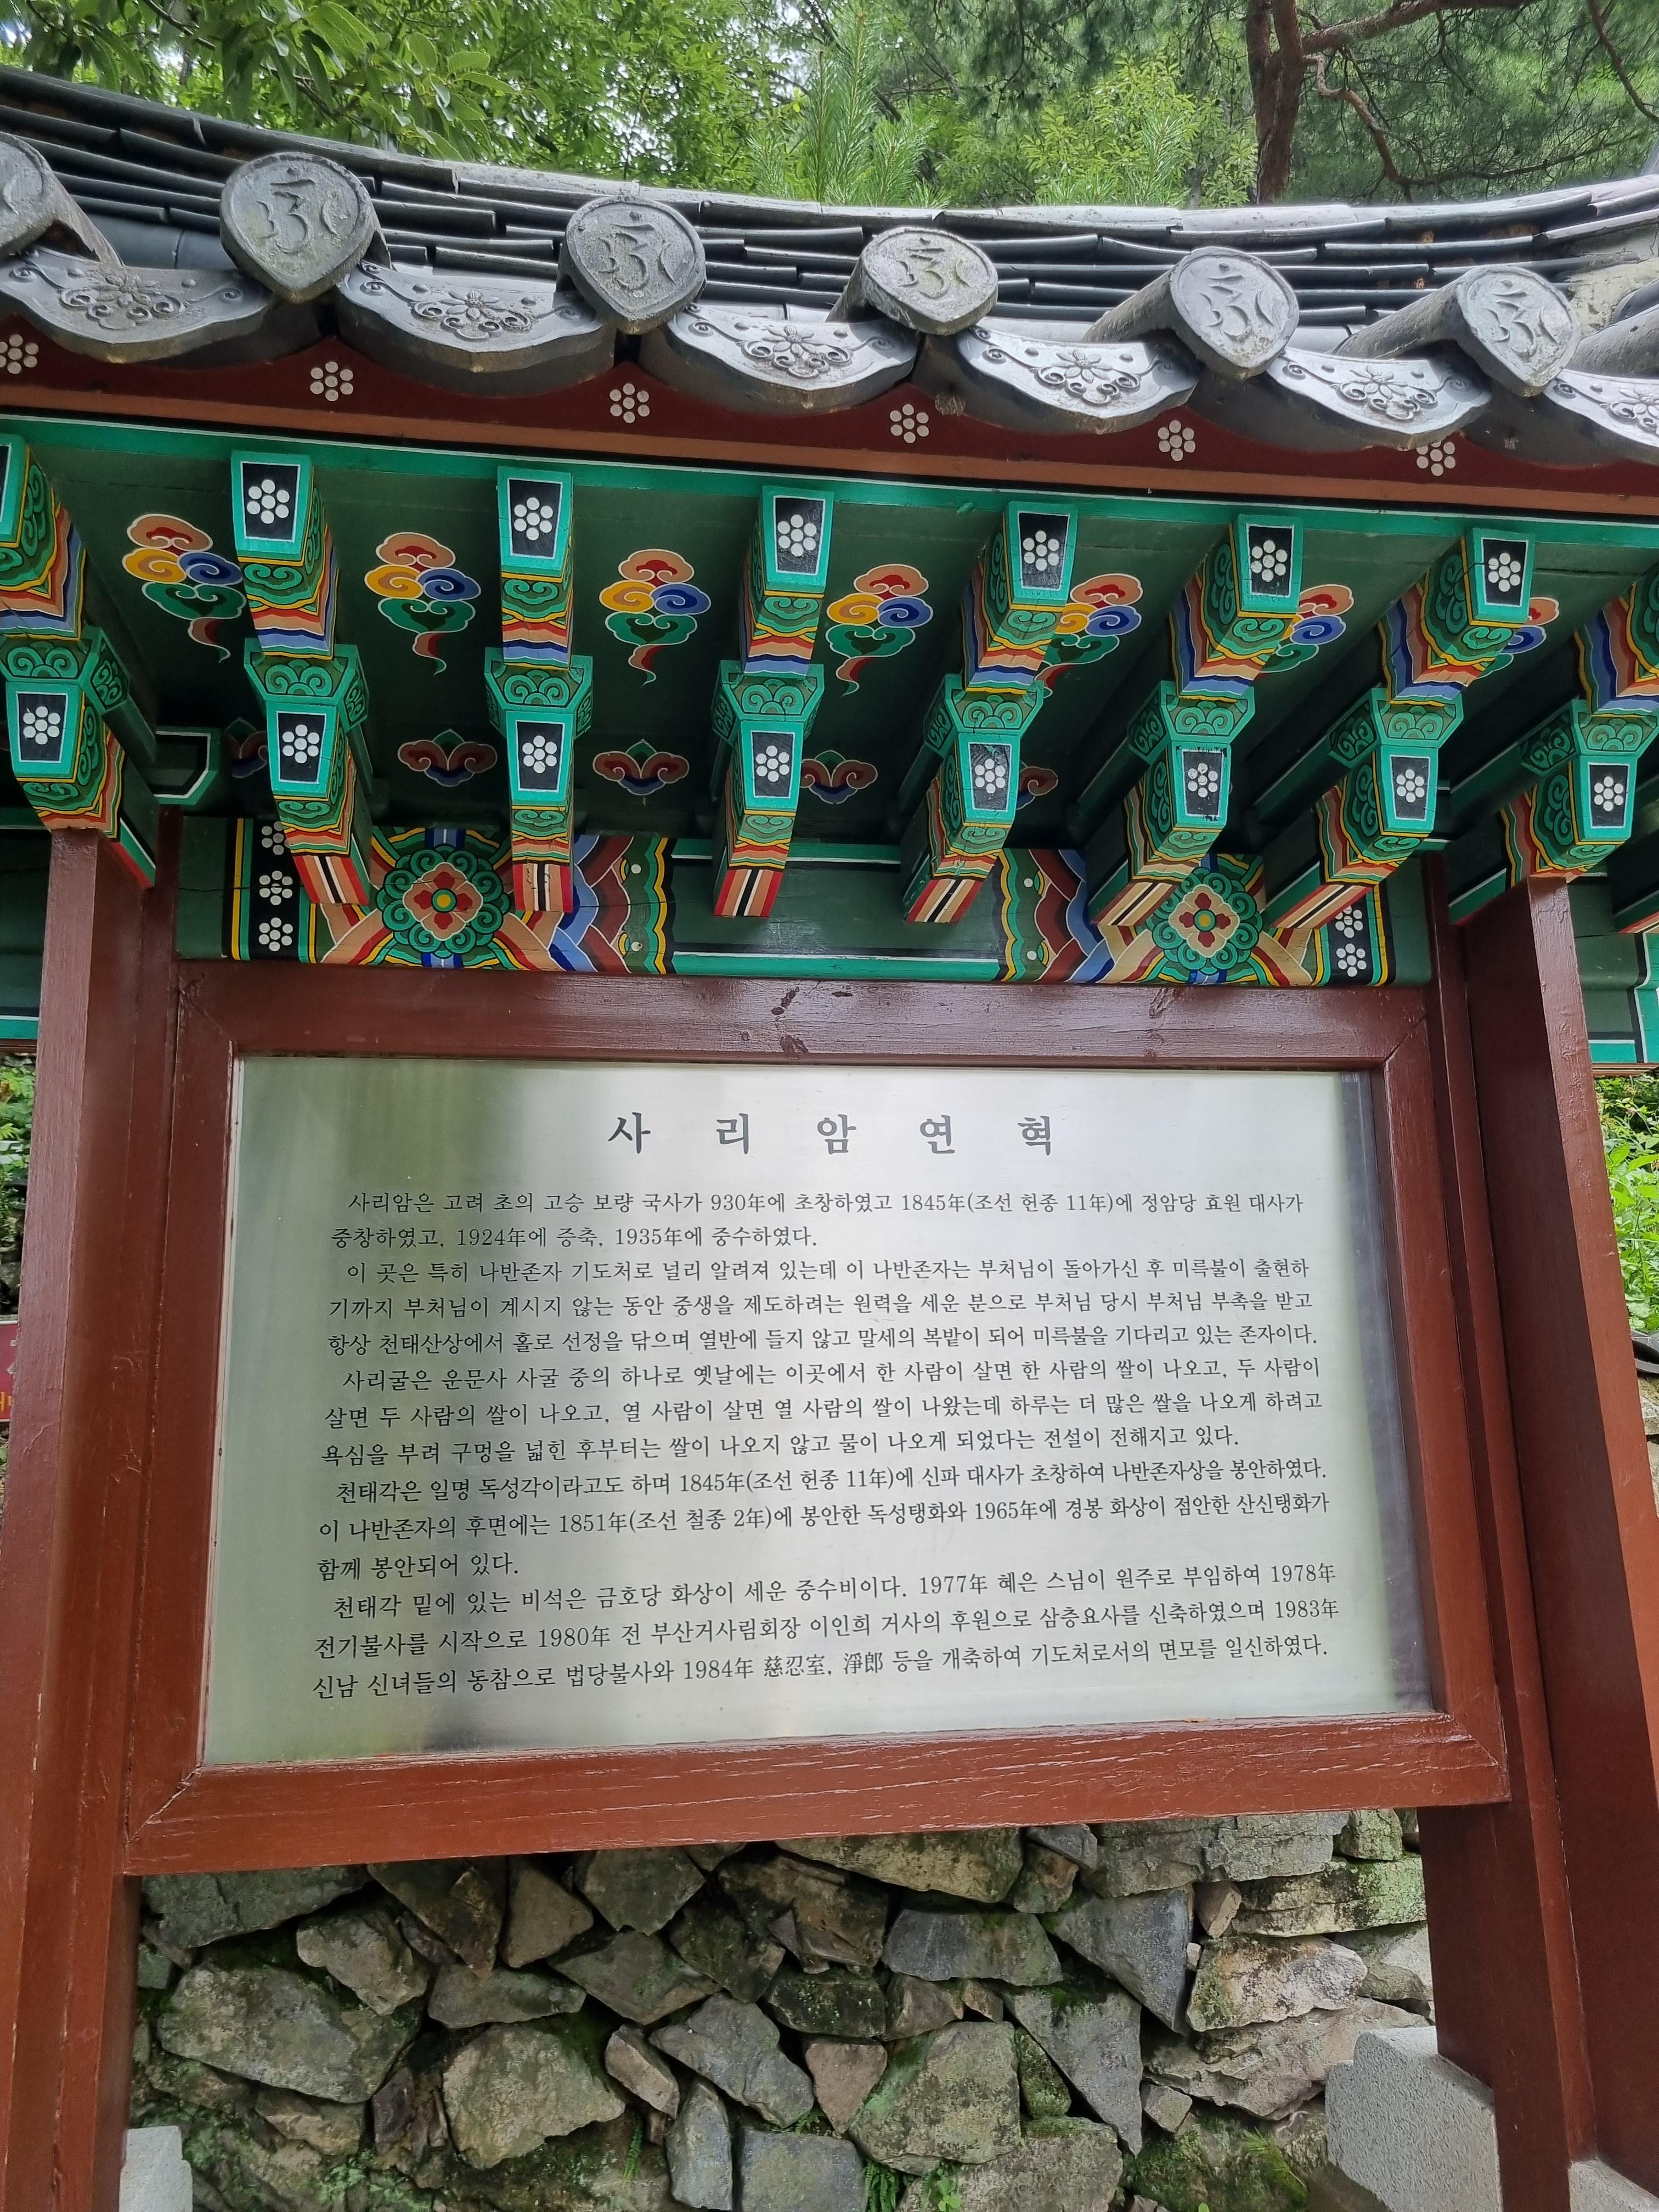 사 리 암 연 혁
사리암은 고려 초의 고승 보량 국사가 930年에 초창하였고 1845年(조선 헌종 11年)에 정암당 효원 대사가
중창하였고, 1924年에 증축, 1935年에 중수하였다.
이 곳은 특히 나반존자 기도처로 널리 알려져 있는데 이 나반존자는 부처님이 돌아가신 후 미륵불이 출현하
기까지 부처님이 계시지 않는 동안 중생을 제도하려는 원력을 세운 분으로 부처님 당시 부처님 부촉을 받고
항상 천태산상에서 홀로 선정을 닦으며 열반에 들지 않고 말세의 복밭이 되어 미륵불을 기다리고 있는 존자이다.
사리굴은 운문사 사굴 중의 하나로 옛날에는 이곳에서 한 사람이 살면 한 사람의 쌀이 나오고, 두 사람이
살면 두 사람의 쌀이 나오고, 열 사람이 살면 열 사람의 쌀이 나왔는데 하루는 더 많은 쌀을 나오게 하려고
욕심을 부려 구멍을 넓힌 후부터는 쌀이 나오지 않고 물이 나오게 되었다는 전설이 전해지고 있다.
천태각은 일명 독성각이라고도 하며 1845年(조선 헌종 11年)에 신파 대사가 초창하여 나반존자상을 봉안하였다.
이 나반존자의 후면에는 1851年(조선 철종 2年)에 봉안한 독성탱화와 1965年에 경봉 화상이 점안한 산신탱화가
함께 봉안되어 있다.
천태각 밑에 있는 비석은 금호당 화상이 세운 중수비이다. 1977年 혜은 스님이 원주로 부임하여 1978年
전기불사를 시작으로 1980年 전 부산거사림회장 이인희 거사의 후원으로 삼층요사를 신축하였으며 1983年
신남 신녀들의 동참으로 법당불사와 1984年 慈忍室, 淨郎 등을 개축하여 기도처로서의 면모를 일신하였다.